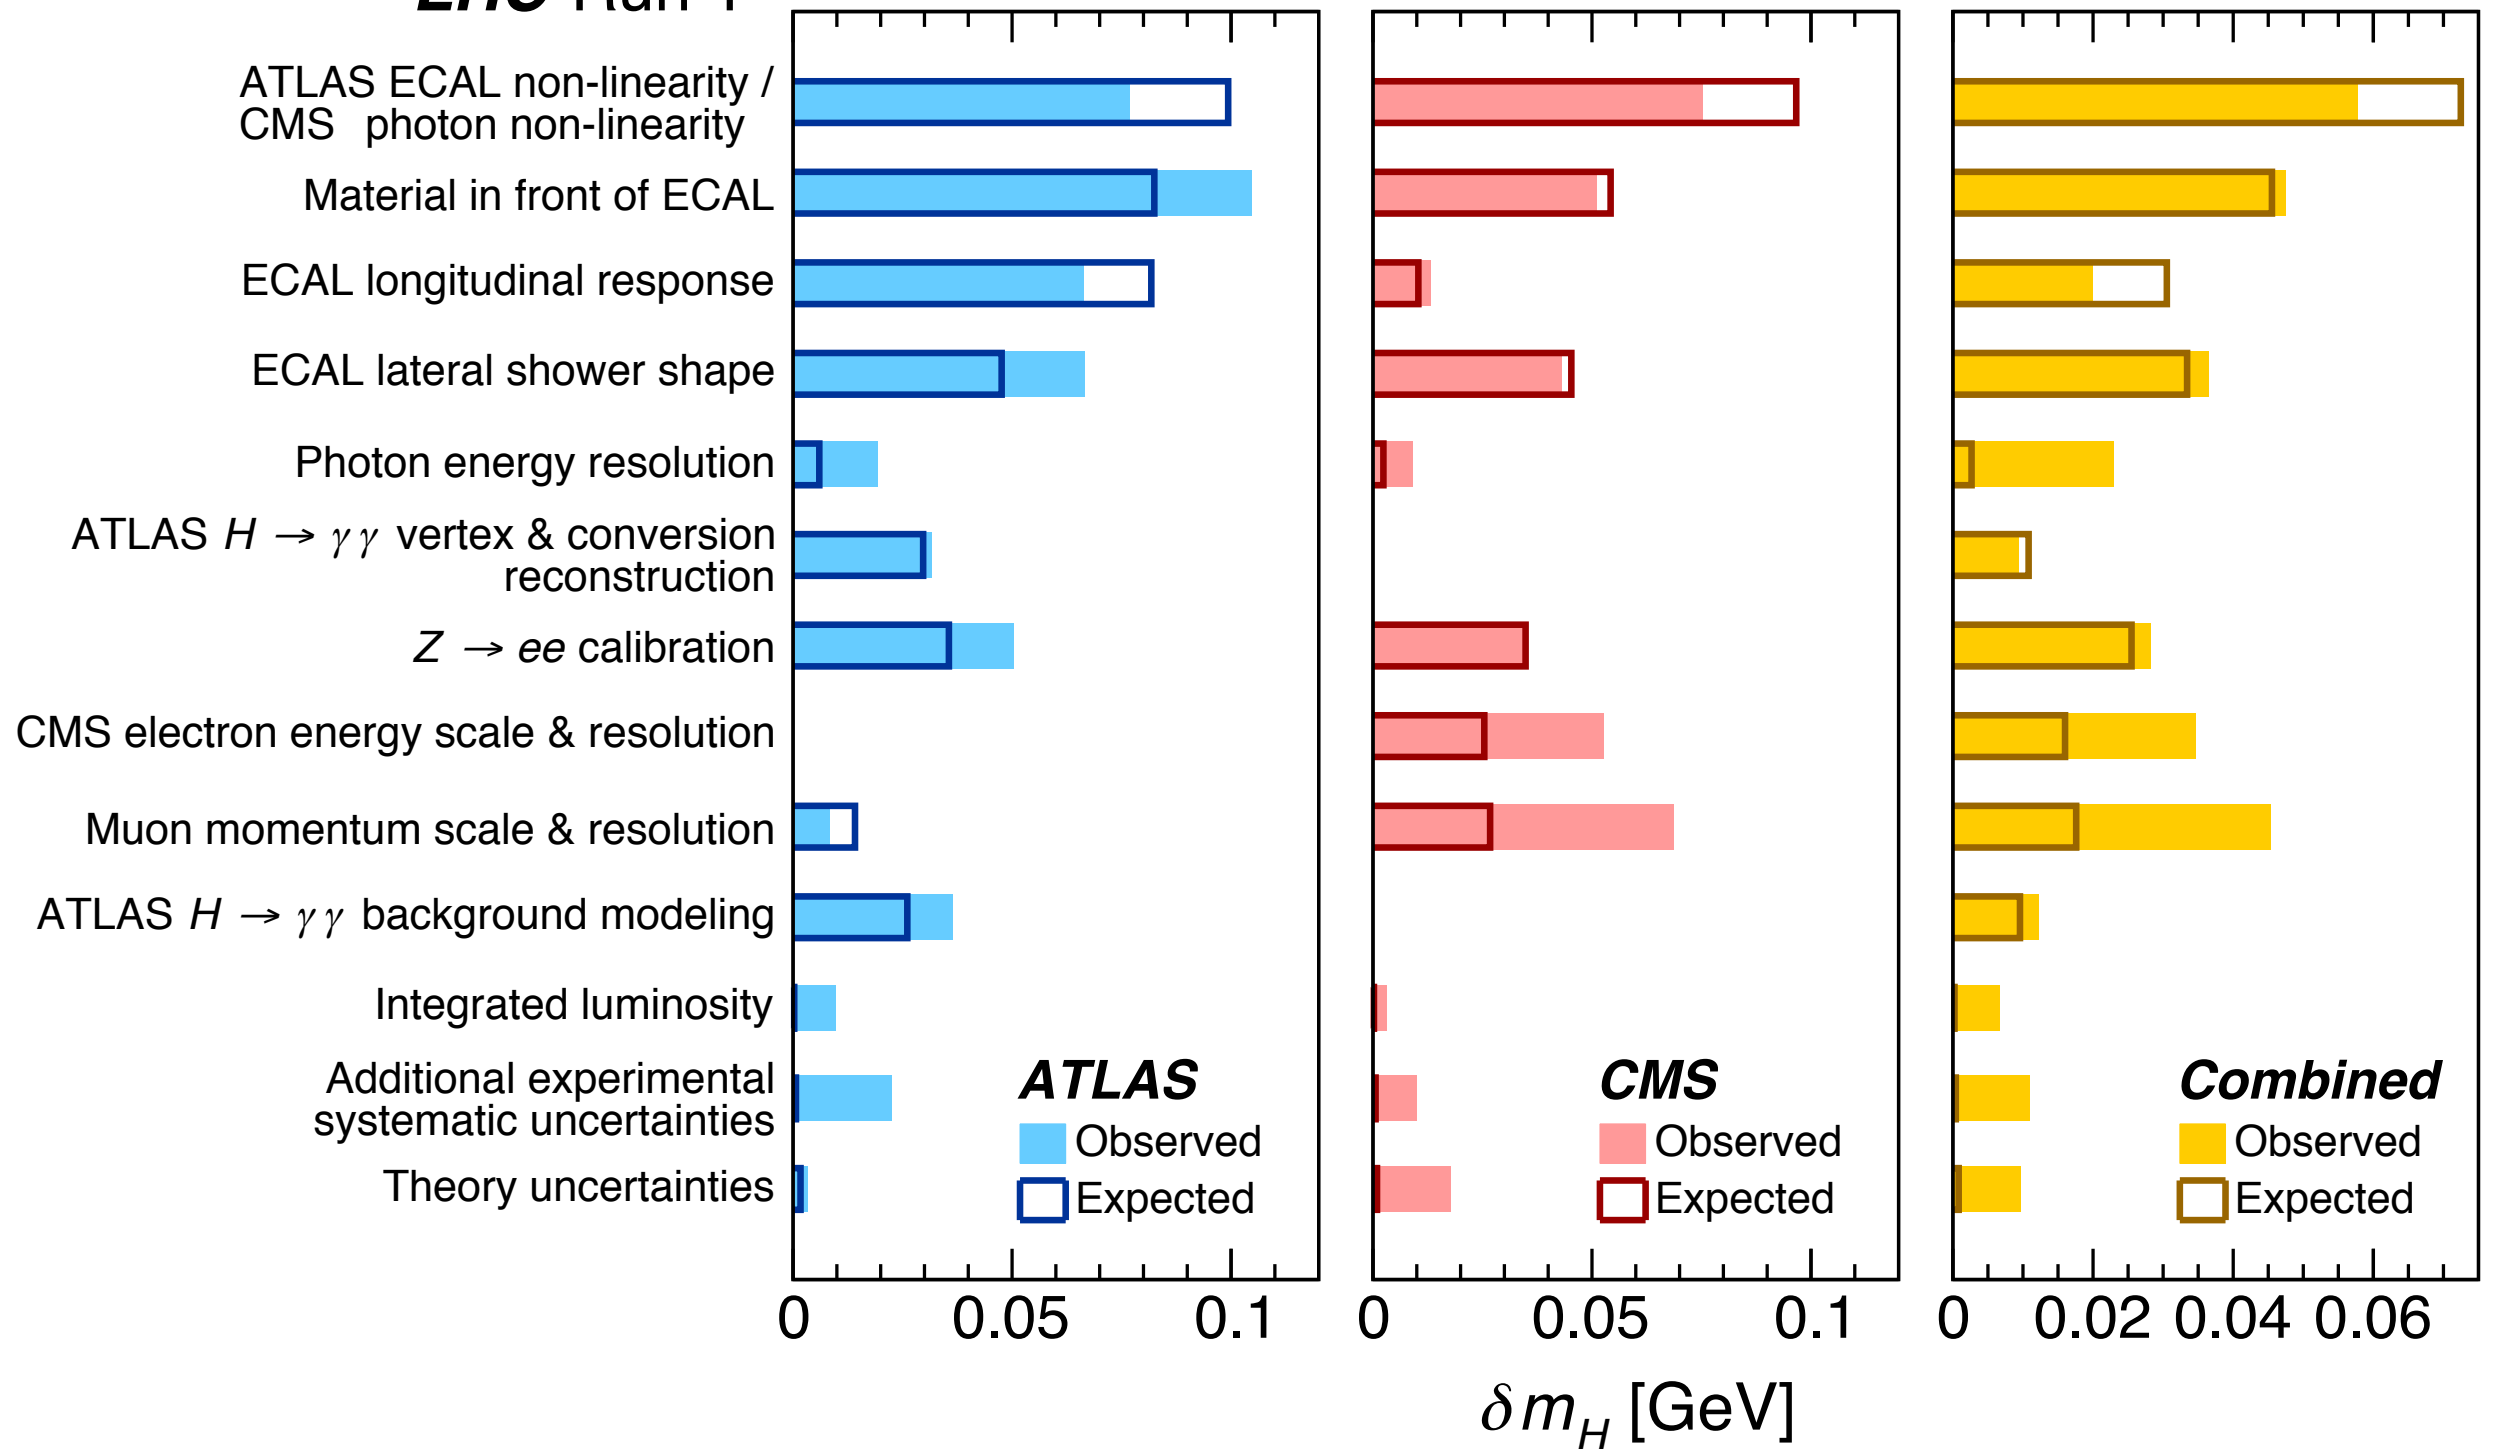 LHC Run 1
ATLAS ECAL non-linearity /
CMS photon non-linearity
Material in front of ECAL
ECAL longitudinal response
ECAL lateral shower shape
Photon energy resolution
ATLAS H → γ γ vertex & conversion
reconstruction
Z → ee calibration
CMS electron energy scale & resolution
Muon momentum scale & resolution
ATLAS H → γ γ background modeling
Integrated luminosity
Additional experimental
systematic uncertainties
Theory uncertainties
ATLAS
Observed
Expected
CMS
Observed
Expected
Combined
Observed
Expected
0 0.05 0.1
0 0.05 0.1
0 0.02 0.04 0.06
δ m_H [GeV]